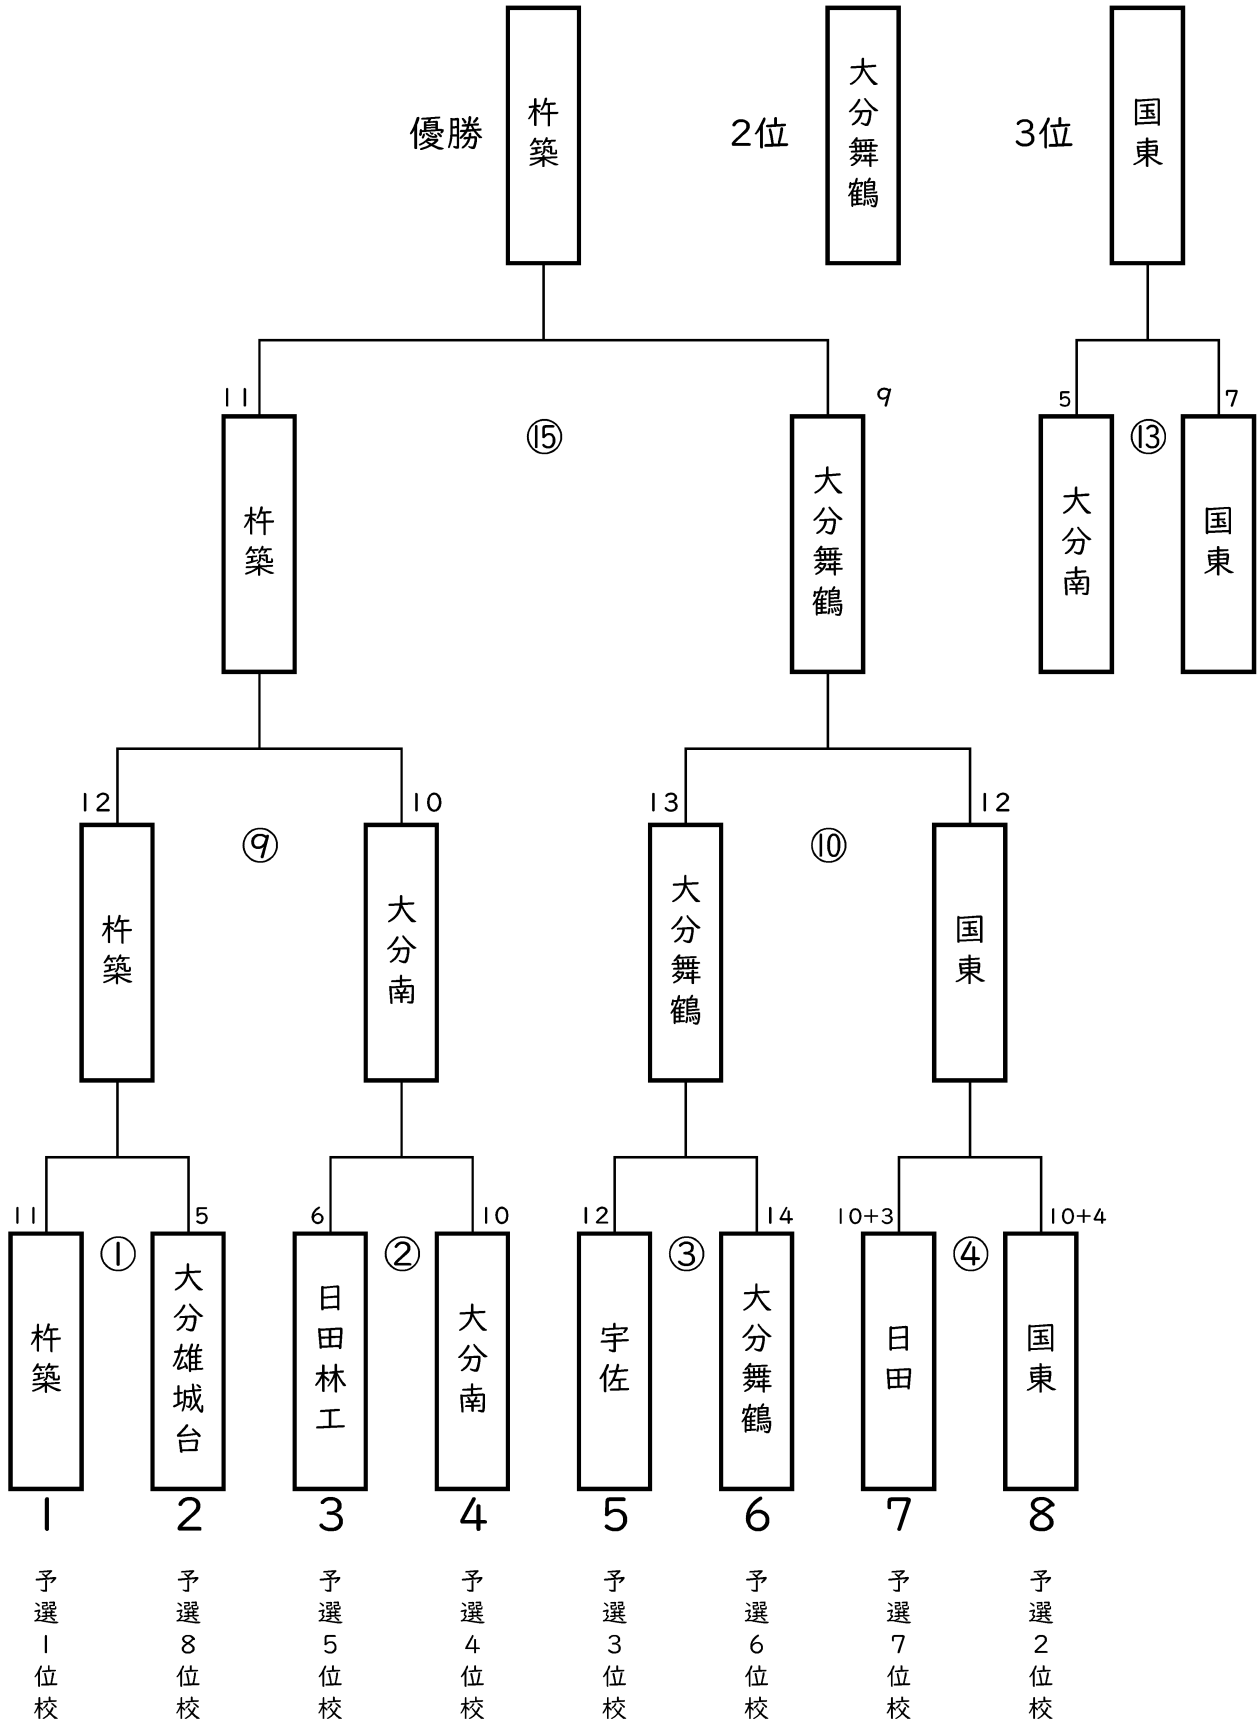 優勝
杵築
2位
大分舞鶴
3位
国東
11
9
5
7
⑮
⑬
杵築
大分舞鶴
大分南
国東
12
10
13
12
⑨
⑩
杵築
大分南
大分舞鶴
国東
11
5
6
10
12
14
10+3
10+4
①
②
③
④
杵築
大分雄城台
日田林工
大分南
宇佐
大分舞鶴
日田
国東
1
2
3
4
5
6
7
8
予選1位校
予選8位校
予選5位校
予選4位校
予選3位校
予選6位校
予選7位校
予選2位校